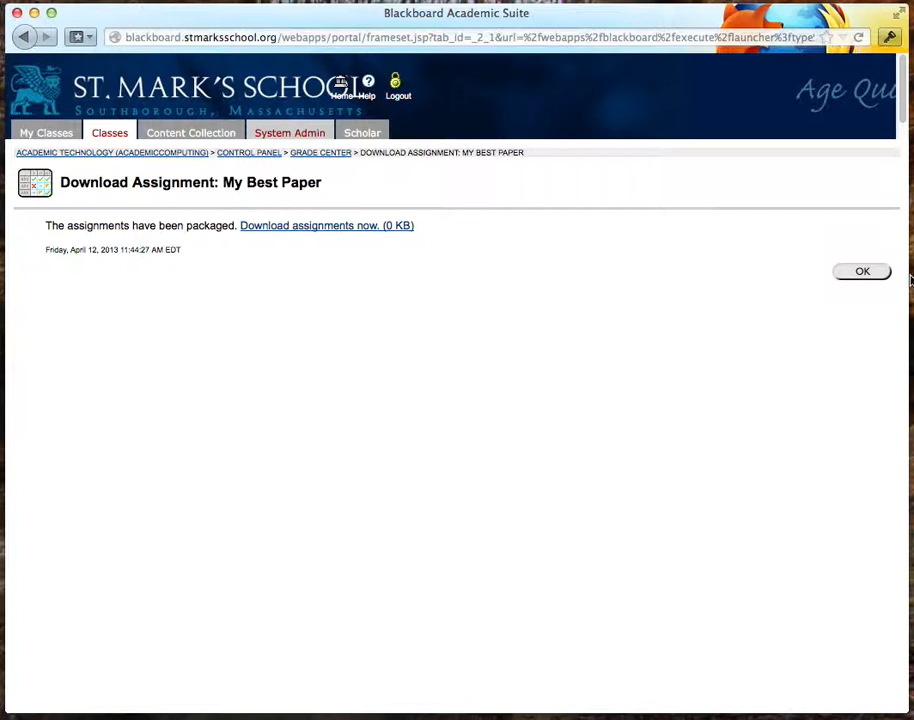 Blackboard Academic Suite
blackboard.stmarksschool.org/webapps/portal/frameset.jsp?tab_id=_2_1&url=%2fwebapps%2fblackboard%2fexecute%2flauncher%3ftype
ST. MARK'S SCHOOL
SOUTHBOROUGH, MASSACHUSETTS
Home Help Logout
Age Qu
My Classes Classes Content Collection System Admin Scholar
ACADEMIC TECHNOLOGY (ACADEMICCOMPUTING) > CONTROL PANEL > GRADE CENTER > DOWNLOAD ASSIGNMENT: MY BEST PAPER
Download Assignment: My Best Paper
The assignments have been packaged. Download assignments now. (0 KB)
Friday, April 12, 2013 11:44:27 AM EDT
OK